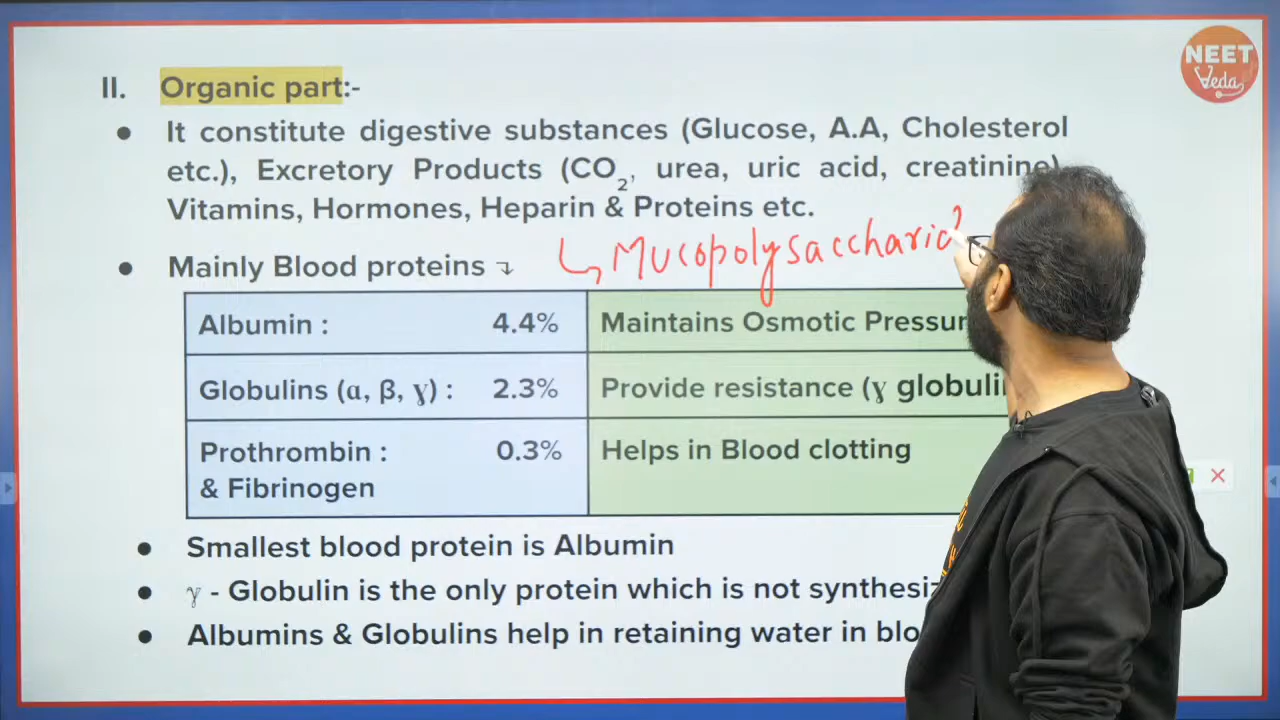 NEET
Veda
II. Organic part:-
• It constitute digestive substances (Glucose, A.A, Cholesterol
etc.), Excretory Products (CO2, urea, uric acid, creatinine)
Vitamins, Hormones, Heparin & Proteins etc.
↳ Mucopolysaccharid
• Mainly Blood proteins
Albumin : 4.4% Maintains Osmotic Pressur
Globulins (α, β, γ) : 2.3% Provide resistance (γ globuli
Prothrombin : 0.3% Helps in Blood clotting
& Fibrinogen
• Smallest blood protein is Albumin
• γ - Globulin is the only protein which is not synthesiz
• Albumins & Globulins help in retaining water in blo